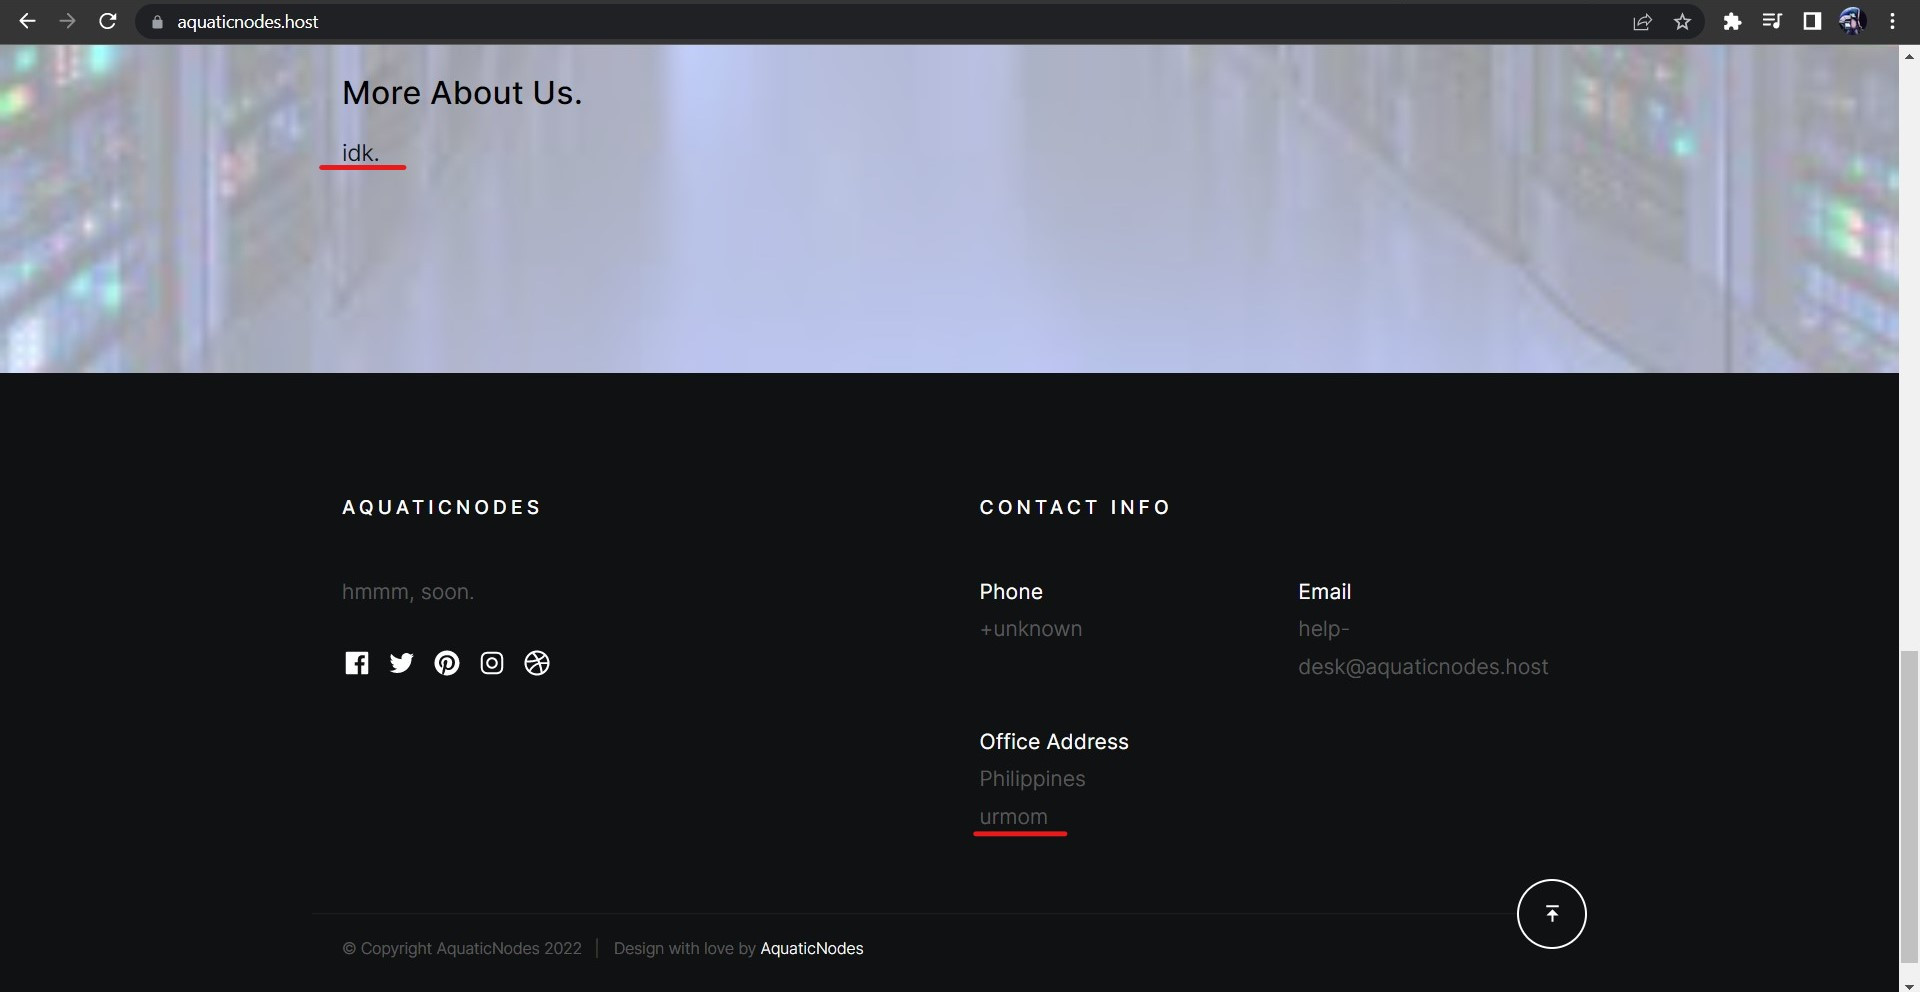 aquaticnodes.host
More About Us.
idk.
AQUATICNODES
hmmm, soon.
CONTACT INFO
Phone
+unknown
Email
help-
desk@aquaticnodes.host
Office Address
Philippines
urmom
© Copyright AquaticNodes 2022 | Design with love by AquaticNodes